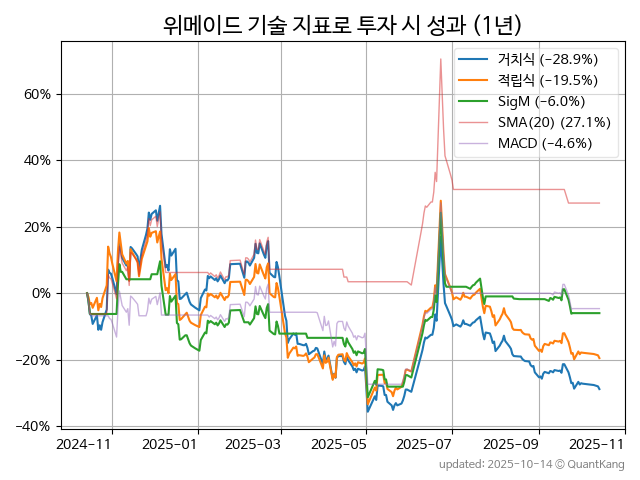 위메이드 기술 지표로 투자 시 성과 (1년)
거치식 (-28.9%)
적립식 (-19.5%)
SigM (-6.0%)
SMA(20) (27.1%)
MACD (-4.6%)
60%
40%
20%
0%
-20%
-40%
2024-11 2025-01 2025-03 2025-05 2025-07 2025-09 2025-11
updated: 2025-10-14 © QuantKang